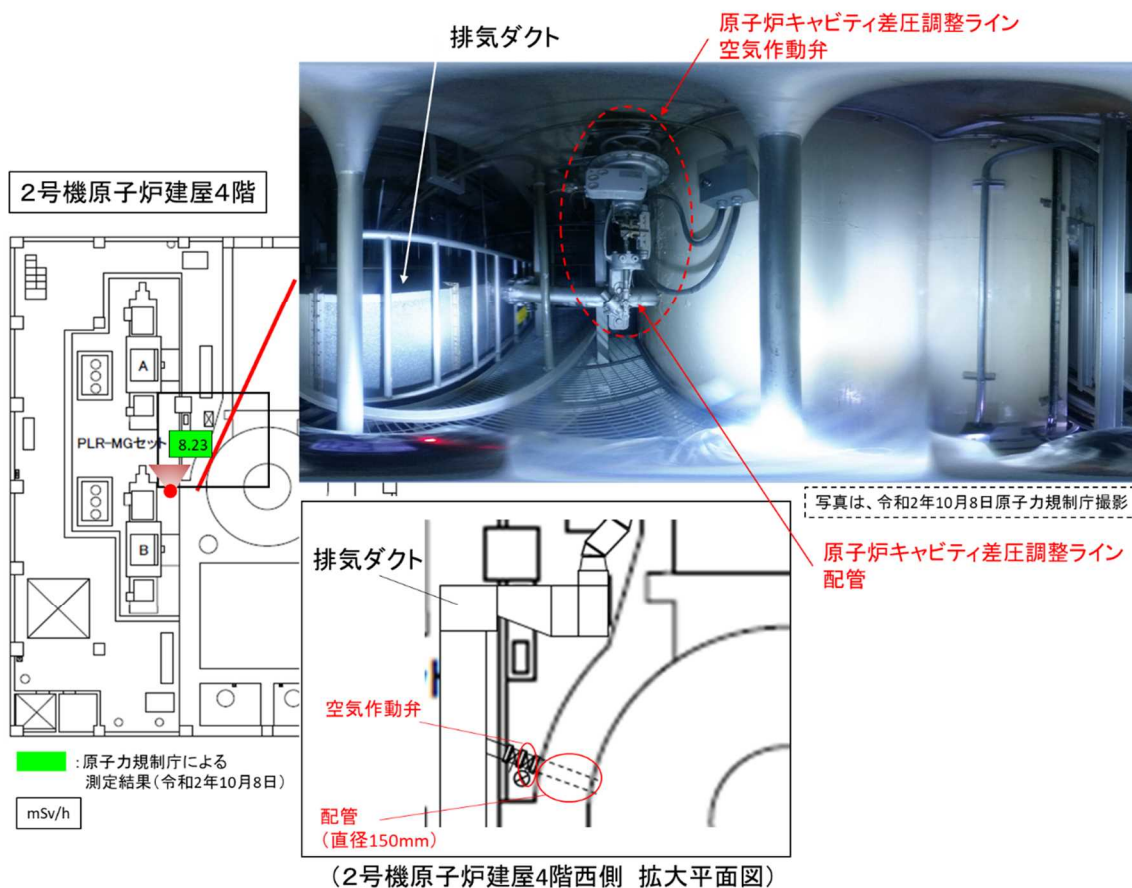 排気ダクト
原子炉キャビティ差圧調整ライン
空気作動弁
2号機原子炉建屋4階
A
PLR-MGセット
8.23
B
写真は、令和2年10月8日原子力規制庁撮影
原子炉キャビティ差圧調整ライン
配管
排気ダクト
空気作動弁
配管
(直径150mm)
:原子力規制庁による
測定結果(令和2年10月8日)
mSv/h
(2号機原子炉建屋4階西側 拡大平面図)